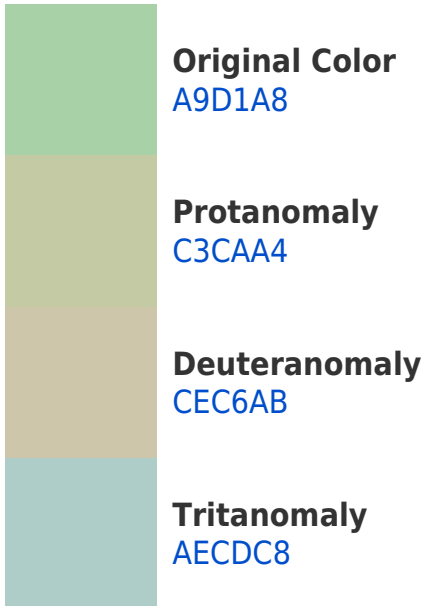 Original Color
A9D1A8
Protanomaly
C3CAA4
Deuteranomaly
CEC6AB
Tritanomaly
AECDC8